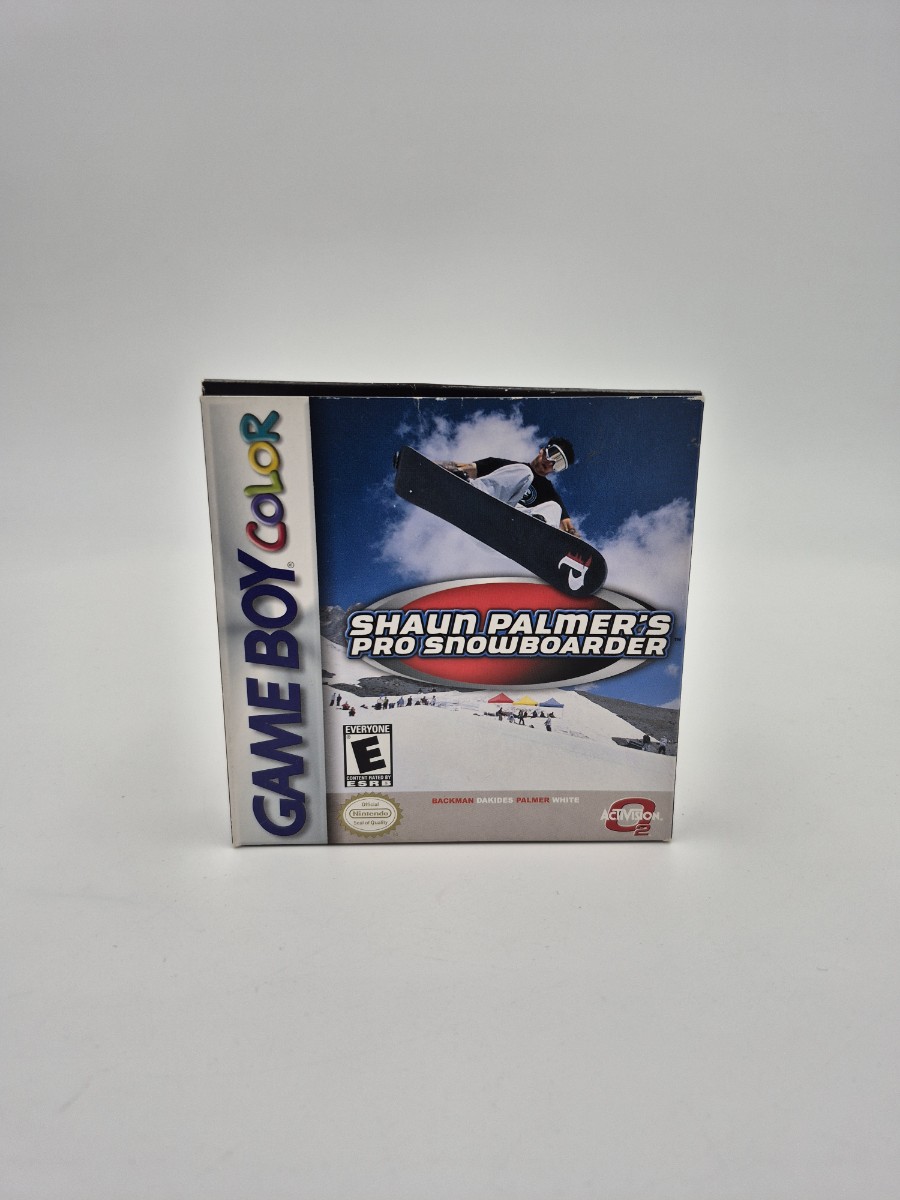 GAME BOY COLOR
®
SHAUN PALMER'S
PRO SNOWBOARDER
EVERYONE
E
CONTENT RATED BY
ESRB
Official
Nintendo
Seal of Quality
BACKMAN DAKIDES PALMER WHITE
ACTIVISION
O2